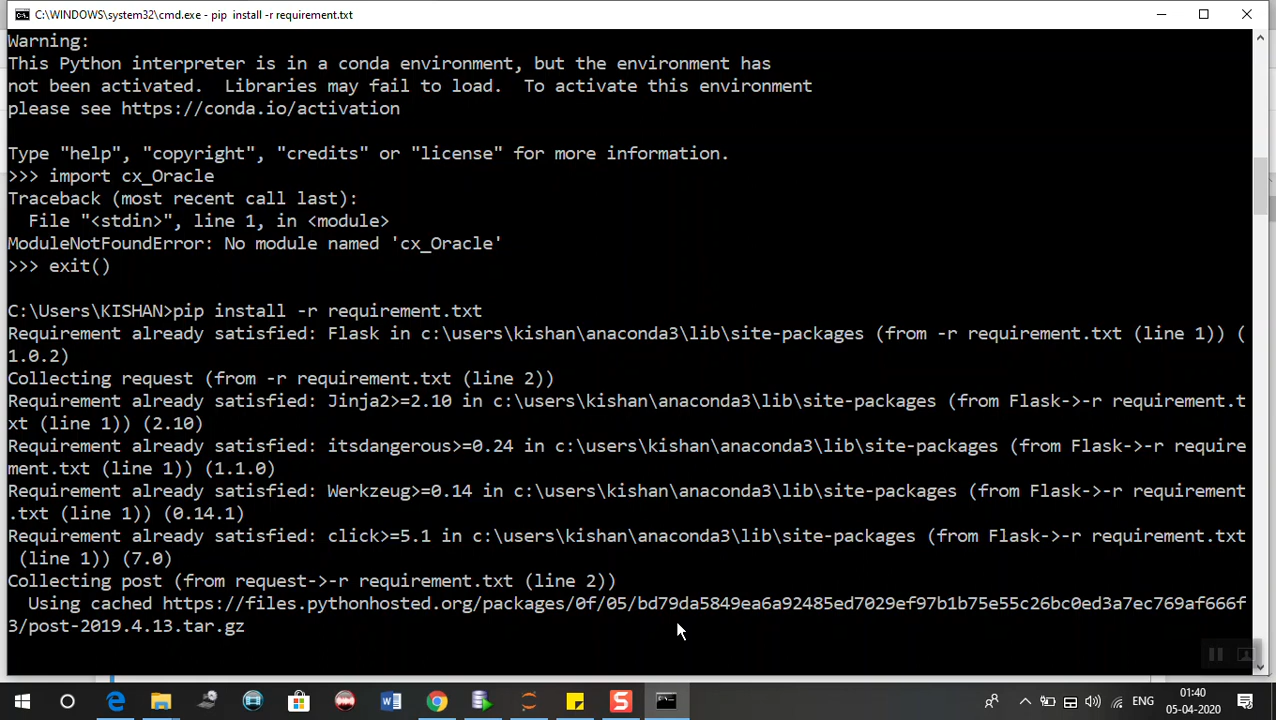 C:\WINDOWS\system32\cmd.exe - pip  install -r requirement.txt
Warning:
This Python interpreter is in a conda environment, but the environment has
not been activated.  Libraries may fail to load.  To activate this environment
please see https://conda.io/activation
Type "help", "copyright", "credits" or "license" for more information.
>>> import cx_Oracle
Traceback (most recent call last):
  File "<stdin>", line 1, in <module>
ModuleNotFoundError: No module named 'cx_Oracle'
>>> exit()
C:\Users\KISHAN>pip install -r requirement.txt
Requirement already satisfied: Flask in c:\users\kishan\anaconda3\lib\site-packages (from -r requirement.txt (line 1)) (
1.0.2)
Collecting request (from -r requirement.txt (line 2))
Requirement already satisfied: Jinja2>=2.10 in c:\users\kishan\anaconda3\lib\site-packages (from Flask->-r requirement.t
xt (line 1)) (2.10)
Requirement already satisfied: itsdangerous>=0.24 in c:\users\kishan\anaconda3\lib\site-packages (from Flask->-r require
ment.txt (line 1)) (1.1.0)
Requirement already satisfied: Werkzeug>=0.14 in c:\users\kishan\anaconda3\lib\site-packages (from Flask->-r requirement
.txt (line 1)) (0.14.1)
Requirement already satisfied: click>=5.1 in c:\users\kishan\anaconda3\lib\site-packages (from Flask->-r requirement.txt
 (line 1)) (7.0)
Collecting post (from request->-r requirement.txt (line 2))
  Using cached https://files.pythonhosted.org/packages/0f/05/bd79da5849ea6a92485ed7029ef97b1b75e55c26bc0ed3a7ec769af666f
3/post-2019.4.13.tar.gz
ENG
01:40
05-04-2020